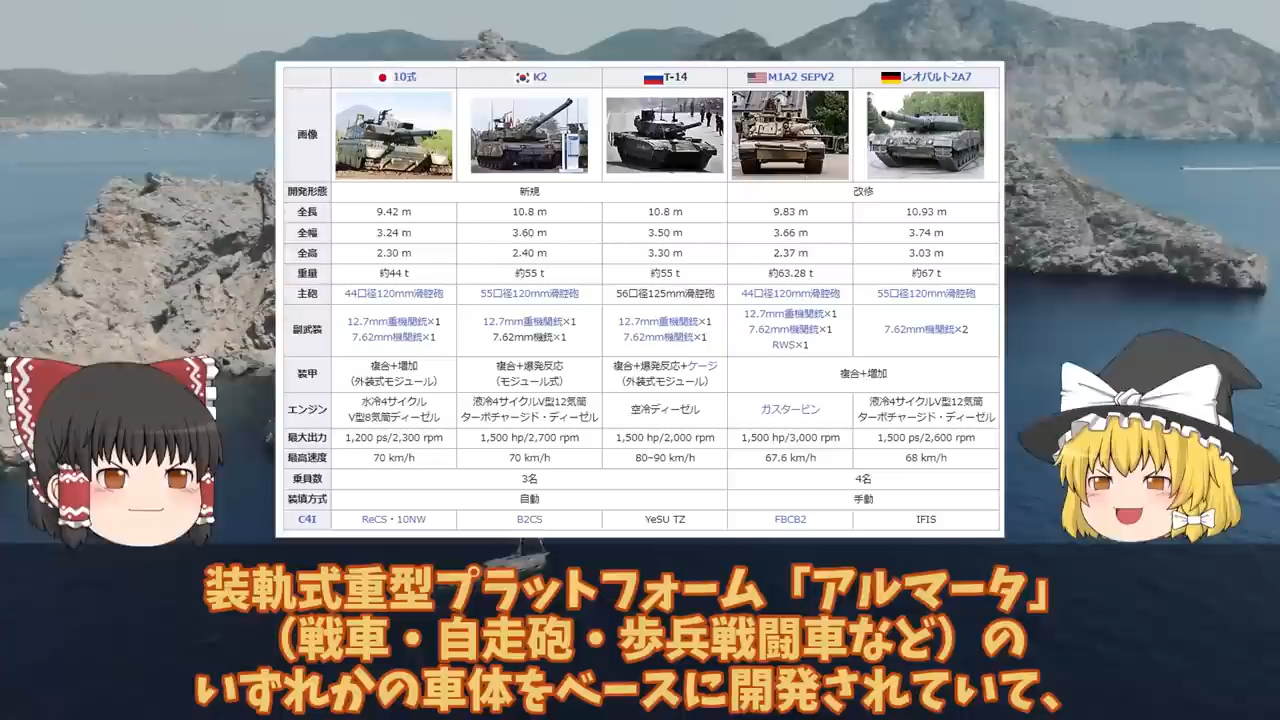 10式 K2 T-14 M1A2 SEPV2 レオパルト2A7
画像
開発形態 新規 改修
全長 9.42 m 10.8 m 10.8 m 9.83 m 10.93 m
全幅 3.24 m 3.60 m 3.50 m 3.66 m 3.74 m
全高 2.30 m 2.40 m 3.30 m 2.37 m 3.03 m
重量 約44 t 約55 t 約55 t 約63.28 t 約67 t
主砲 44口径120mm滑腔砲 55口径120mm滑腔砲 56口径125mm滑腔砲 44口径120mm滑腔砲 55口径120mm滑腔砲
副武装 12.7mm重機関銃×1 12.7mm重機関銃×1 12.7mm重機関銃×1 12.7mm重機関銃×1 7.62mm機関銃×2
7.62mm機関銃×1 7.62mm機銃×1 7.62mm機関銃×1 7.62mm機関銃×1
RWS×1
装甲 複合+増加 複合+爆発反応 複合+爆発反応+ケージ 複合+増加
（外装式モジュール） （モジュール式） （外装式モジュール）
エンジン 水冷4サイクル 液冷4サイクルV型12気筒 空冷ディーゼル ガスタービン 液冷4サイクルV型12気筒
V型8気筒ディーゼル ターボチャージド・ディーゼル ターボチャージド・ディーゼル
最大出力 1,200 ps/2,300 rpm 1,500 hp/2,700 rpm 1,500 hp/2,000 rpm 1,500 hp/3,000 rpm 1,500 ps/2,600 rpm
最高速度 70 km/h 70 km/h 80~90 km/h 67.6 km/h 68 km/h
乗員数 3名 4名
装填方式 自動 手動
C4I ReCS・10NW B2CS YeSU TZ FBCB2 IFIS
装軌式重型プラットフォーム「アルマータ」
（戦車・自走砲・歩兵戦闘車など）の
いずれかの車体をベースに開発されていて、